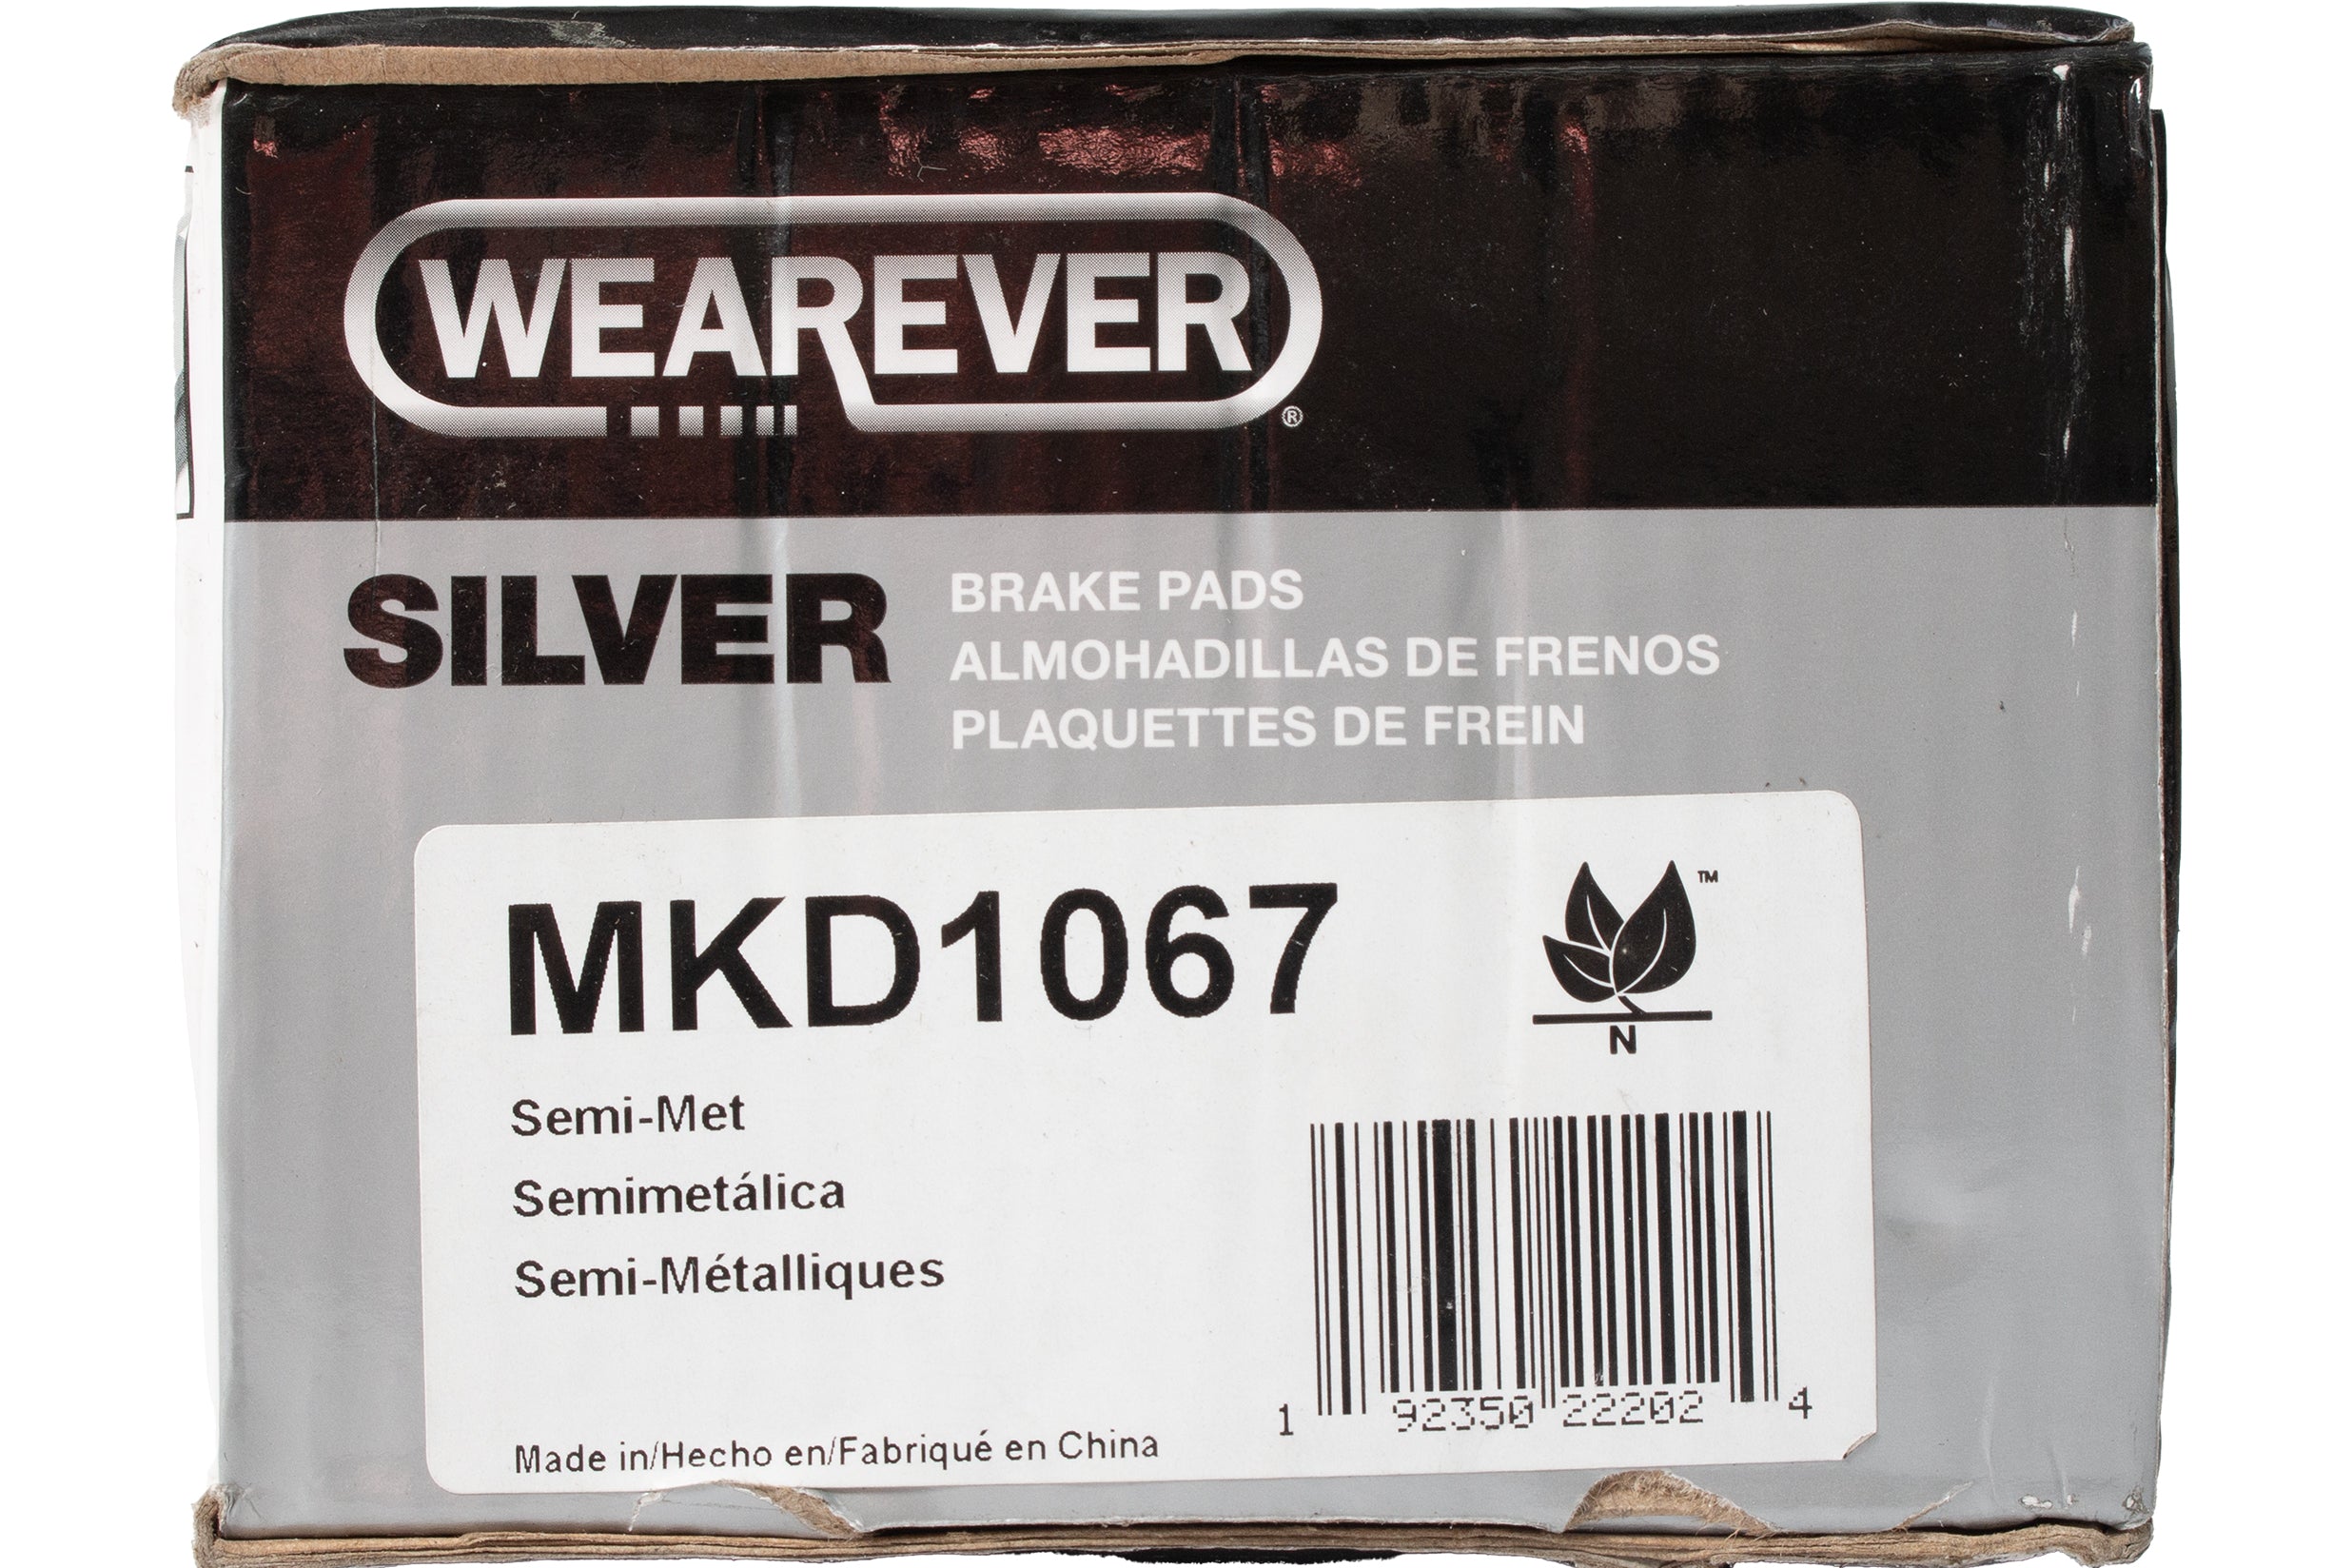 WEAREVER®
SILVER
BRAKE PADS
ALMOHADILLAS DE FRENOS
PLAQUETTES DE FREIN
MKD1067
™
N
Semi-Met
Semimetálica
Semi-Métalliques
Made in/Hecho en/Fabriqué en China
1 92350 22202 4